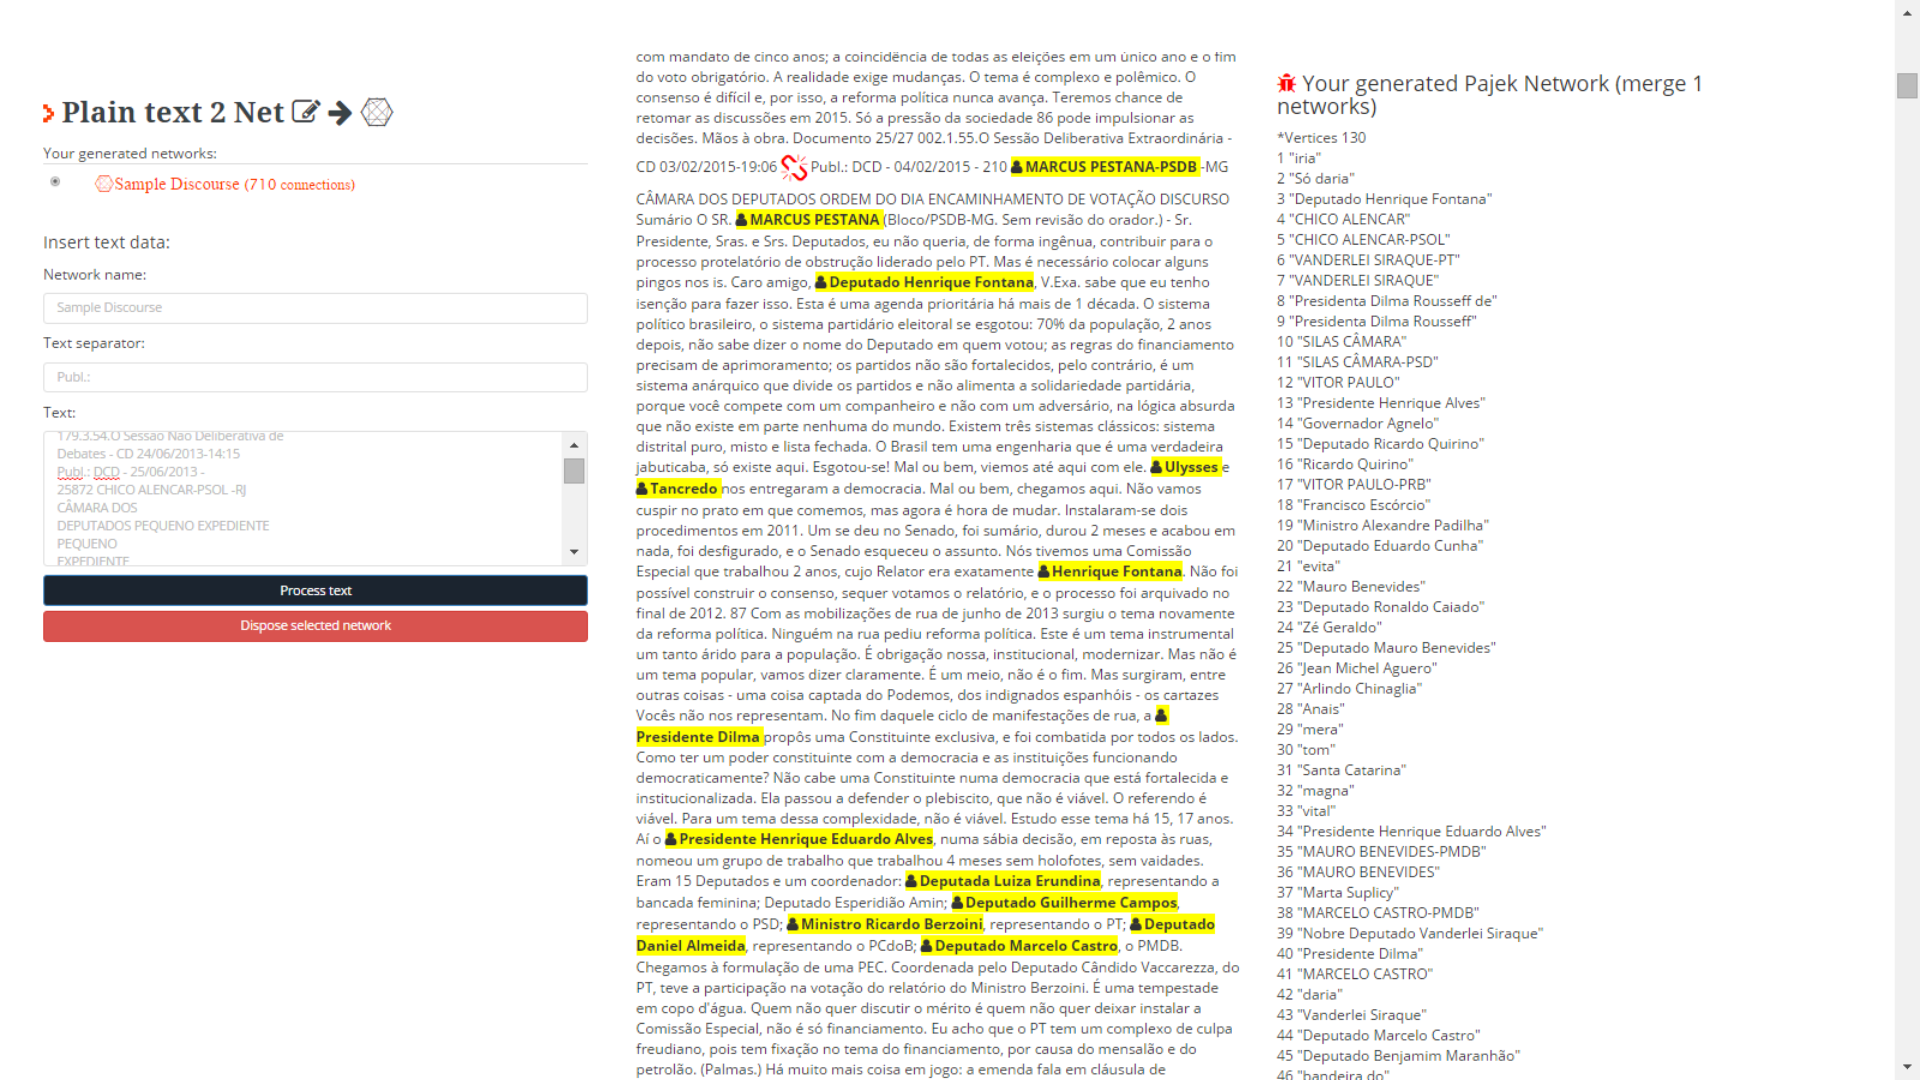 Plain text 2 Net
Your generated networks:
Sample Discourse (710 connections)
Insert text data:
Network name:
Sample Discourse
Text separator:
Publ.:
Text:
179.3.54.O Sessão Não Deliberativa de
Debates - CD 24/06/2013-14:15
Publ.: DCD - 25/06/2013 -
25872 CHICO ALENCAR-PSOL -RJ
CÂMARA DOS
DEPUTADOS PEQUENO EXPEDIENTE
PEQUENO
EXPEDIENTE
Process text
Dispose selected network
com mandato de cinco anos; a coincidência de todas as eleições em um único ano e o fim
do voto obrigatório. A realidade exige mudanças. O tema é complexo e polêmico. O
consenso é difícil e, por isso, a reforma política nunca avança. Teremos chance de
retomar as discussões em 2015. Só a pressão da sociedade 86 pode impulsionar as
decisões. Mãos à obra. Documento 25/27 002.1.55.O Sessão Deliberativa Extraordinária -
CD 03/02/2015-19:06 Publ.: DCD - 04/02/2015 - 210 MARCUS PESTANA-PSDB -MG
CÂMARA DOS DEPUTADOS ORDEM DO DIA ENCAMINHAMENTO DE VOTAÇÃO DISCURSO
Sumário O SR. MARCUS PESTANA (Bloco/PSDB-MG. Sem revisão do orador.) - Sr.
Presidente, Sras. e Srs. Deputados, eu não queria, de forma ingênua, contribuir para o
processo protelatório de obstrução liderado pelo PT. Mas é necessário colocar alguns
pingos nos is. Caro amigo, Deputado Henrique Fontana, V.Exa. sabe que eu tenho
isenção para fazer isso. Esta é uma agenda prioritária há mais de 1 década. O sistema
político brasileiro, o sistema partidário eleitoral se esgotou: 70% da população, 2 anos
depois, não sabe dizer o nome do Deputado em quem votou; as regras do financiamento
precisam de aprimoramento; os partidos não são fortalecidos, pelo contrário, é um
sistema anárquico que divide os partidos e não alimenta a solidariedade partidária,
porque você compete com um companheiro e não com um adversário, na lógica absurda
que não existe em parte nenhuma do mundo. Existem três sistemas clássicos: sistema
distrital puro, misto e lista fechada. O Brasil tem uma engenharia que é uma verdadeira
jabuticaba, só existe aqui. Esgotou-se! Mal ou bem, viemos até aqui com ele. Ulysses e
Tancredo nos entregaram a democracia. Mal ou bem, chegamos aqui. Não vamos
cuspir no prato em que comemos, mas agora é hora de mudar. Instalaram-se dois
procedimentos em 2011. Um se deu no Senado, foi sumário, durou 2 meses e acabou em
nada, foi desfigurado, e o Senado esqueceu o assunto. Nós tivemos uma Comissão
Especial que trabalhou 2 anos, cujo Relator era exatamente Henrique Fontana. Não foi
possível construir o consenso, sequer votamos o relatório, e o processo foi arquivado no
final de 2012. 87 Com as mobilizações de rua de junho de 2013 surgiu o tema novamente
da reforma política. Ninguém na rua pediu reforma política. Este é um tema instrumental
um tanto árido para a população. É obrigação nossa, institucional, modernizar. Mas não é
um tema popular, vamos dizer claramente. É um meio, não é o fim. Mas surgiram, entre
outras coisas - uma coisa captada do Podemos, dos indignados espanhóis - os cartazes
Vocês não nos representam. No fim daquele ciclo de manifestações de rua, a
Presidente Dilma propôs uma Constituinte exclusiva, e foi combatida por todos os lados.
Como ter um poder constituinte com a democracia e as instituições funcionando
democraticamente? Não cabe uma Constituinte numa democracia que está fortalecida e
institucionalizada. Ela passou a defender o plebiscito, que não é viável. O referendo é
viável. Para um tema dessa complexidade, não é viável. Estudo esse tema há 15, 17 anos.
Aí o Presidente Henrique Eduardo Alves, numa sábia decisão, em reposta às ruas,
nomeou um grupo de trabalho que trabalhou 4 meses sem holofotes, sem vaidades.
Eram 15 Deputados e um coordenador: Deputada Luiza Erundina, representando a
bancada feminina; Deputado Esperidião Amin; Deputado Guilherme Campos,
representando o PSD; Ministro Ricardo Berzoini, representando o PT; Deputado
Daniel Almeida, representando o PCdoB; Deputado Marcelo Castro, o PMDB.
Chegamos à formulação de uma PEC. Coordenada pelo Deputado Cândido Vaccarezza, do
PT, teve a participação na votação do relatório do Ministro Berzoini. É uma tempestade
em copo d'água. Quem não quer discutir o mérito é quem não quer deixar instalar a
Comissão Especial, não é só financiamento. Eu acho que o PT tem um complexo de culpa
freudiano, pois tem fixação no tema do financiamento, por causa do mensalão e do
petrolão. (Palmas.) Há muito mais coisa em jogo: a emenda fala em cláusula de
Your generated Pajek Network (merge 1
networks)
*Vertices 130
1 "iria"
2 "Só daria"
3 "Deputado Henrique Fontana"
4 "CHICO ALENCAR"
5 "CHICO ALENCAR-PSOL"
6 "VANDERLEI SIRAQUE-PT"
7 "VANDERLEI SIRAQUE"
8 "Presidenta Dilma Rousseff de"
9 "Presidenta Dilma Rousseff"
10 "SILAS CÂMARA"
11 "SILAS CÂMARA-PSD"
12 "VITOR PAULO"
13 "Presidente Henrique Alves"
14 "Governador Agnelo"
15 "Deputado Ricardo Quirino"
16 "Ricardo Quirino"
17 "VITOR PAULO-PRB"
18 "Francisco Escórcio"
19 "Ministro Alexandre Padilha"
20 "Deputado Eduardo Cunha"
21 "evita"
22 "Mauro Benevides"
23 "Deputado Ronaldo Caiado"
24 "Zé Geraldo"
25 "Deputado Mauro Benevides"
26 "Jean Michel Aguero"
27 "Arlindo Chinaglia"
28 "Anais"
29 "mera"
30 "tom"
31 "Santa Catarina"
32 "magna"
33 "vital"
34 "Presidente Henrique Eduardo Alves"
35 "MAURO BENEVIDES-PMDB"
36 "MAURO BENEVIDES"
37 "Marta Suplicy"
38 "MARCELO CASTRO-PMDB"
39 "Nobre Deputado Vanderlei Siraque"
40 "Presidente Dilma"
41 "MARCELO CASTRO"
42 "daria"
43 "Vanderlei Siraque"
44 "Deputado Marcelo Castro"
45 "Deputado Benjamim Maranhão"
46 "bandeira do"